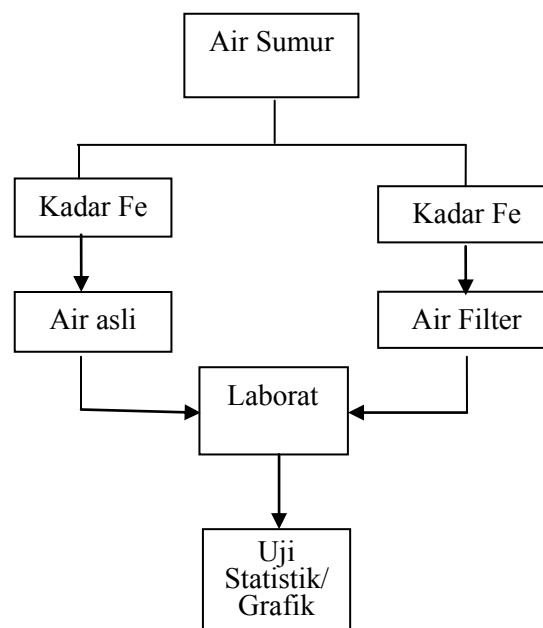 Air Sumur
Kadar Fe
Kadar Fe
Air asli
Air Filter
Laborat
Uji
Statistik/
Grafik